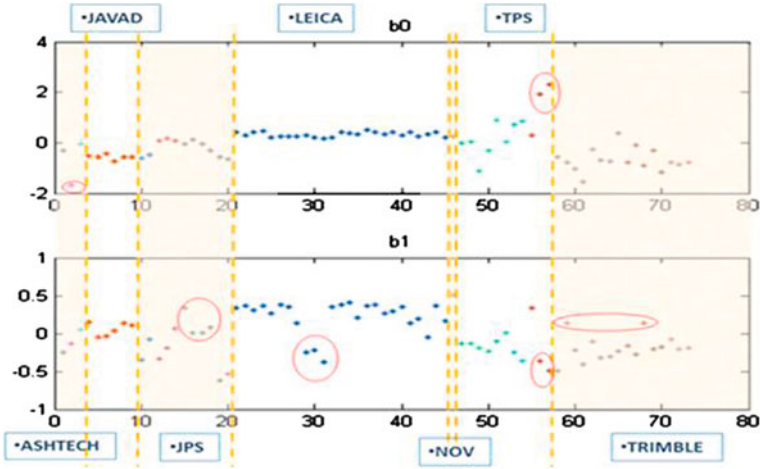 •JAVAD
•LEICA
•TPS
b0
4
2
0
-2
0 10 20 30 40 50 60 70 80
b1
1
0.5
0
-0.5
-1
0 10 20 30 40 50 60 70 80
•ASHTECH
•JPS
•NOV
•TRIMBLE